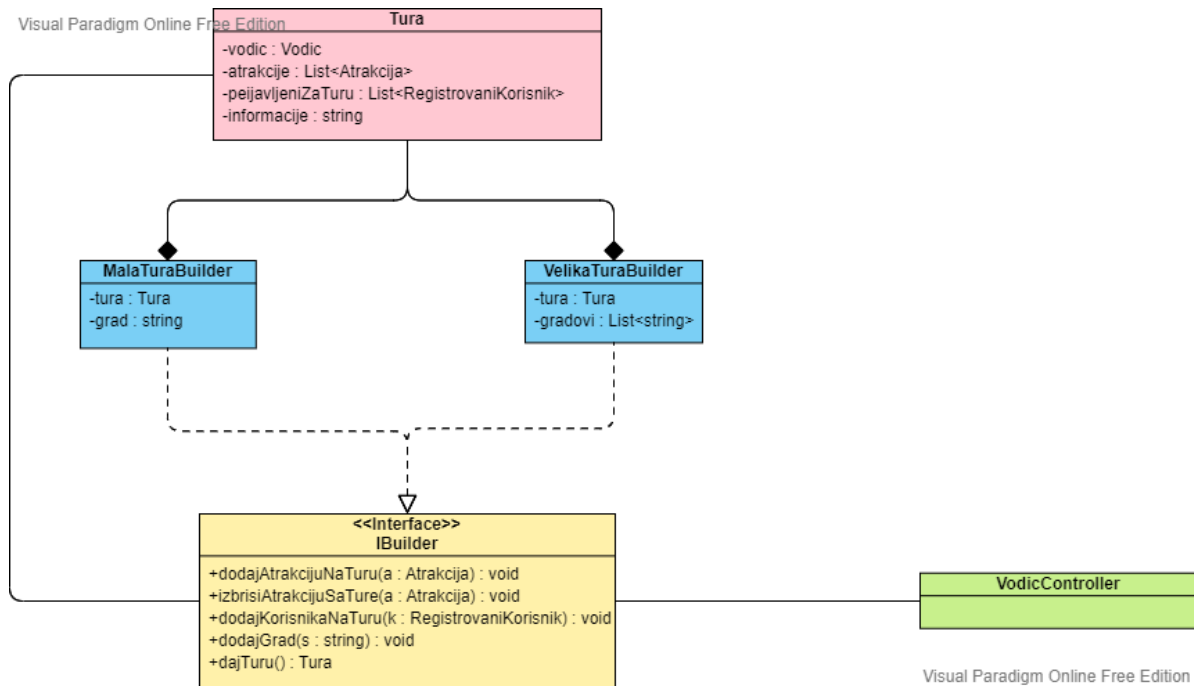 Visual Paradigm Online Free Edition
Tura
-vodic : Vodic
-atrakcije : List<Atrakcija>
-peijavljeniZaTuru : List<RegistrovaniKorisnik>
-informacije : string
MalaTuraBuilder
-tura : Tura
-grad : string
VelikaTuraBuilder
-tura : Tura
-gradovi : List<string>
<<Interface>>
IBuilder
+dodajAtrakcijuNaTuru(a : Atrakcija) : void
+izbrisiAtrakcijuSaTure(a : Atrakcija) : void
+dodajKorisnikaNaTuru(k : RegistrovaniKorisnik) : void
+dodajGrad(s : string) : void
+dajTuru() : Tura
VodicController
Visual Paradigm Online Free Edition